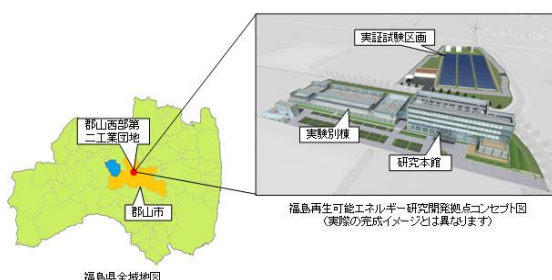 郡山西部第
二工業団地
郡山市
福島県全域地図
実証試験区画
実験別棟
研究本館
福島再生可能エネルギー研究開発拠点コンセプト図
(実際の完成イメージとは異なります)